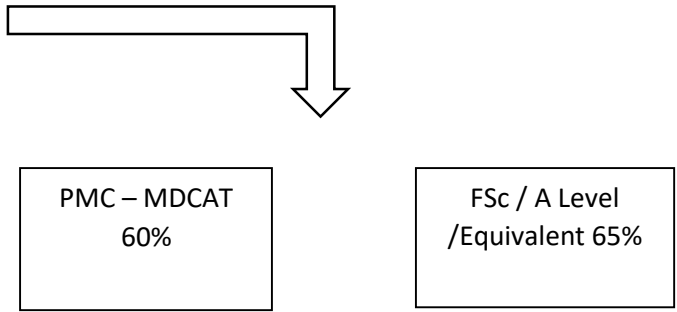 PMC – MDCAT
60%
FSc / A Level
/Equivalent 65%